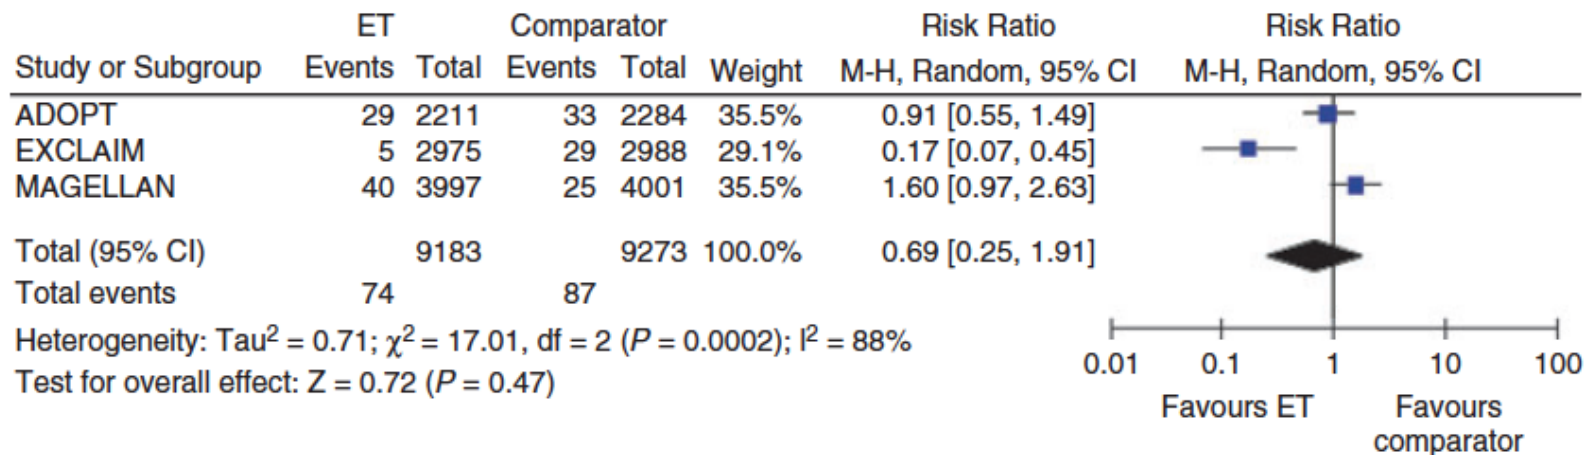 ET Comparator Risk Ratio Risk Ratio
Study or Subgroup Events Total Events Total Weight M-H, Random, 95% CI M-H, Random, 95% CI
ADOPT 29 2211 33 2284 35.5% 0.91 [0.55, 1.49]
EXCLAIM 5 2975 29 2988 29.1% 0.17 [0.07, 0.45]
MAGELLAN 40 3997 25 4001 35.5% 1.60 [0.97, 2.63]
Total (95% CI) 9183 9273 100.0% 0.69 [0.25, 1.91]
Total events 74 87
Heterogeneity: Tau² = 0.71; χ² = 17.01, df = 2 (P = 0.0002); I² = 88%
Test for overall effect: Z = 0.72 (P = 0.47)
0.01 0.1 1 10 100
Favours ET Favours
comparator